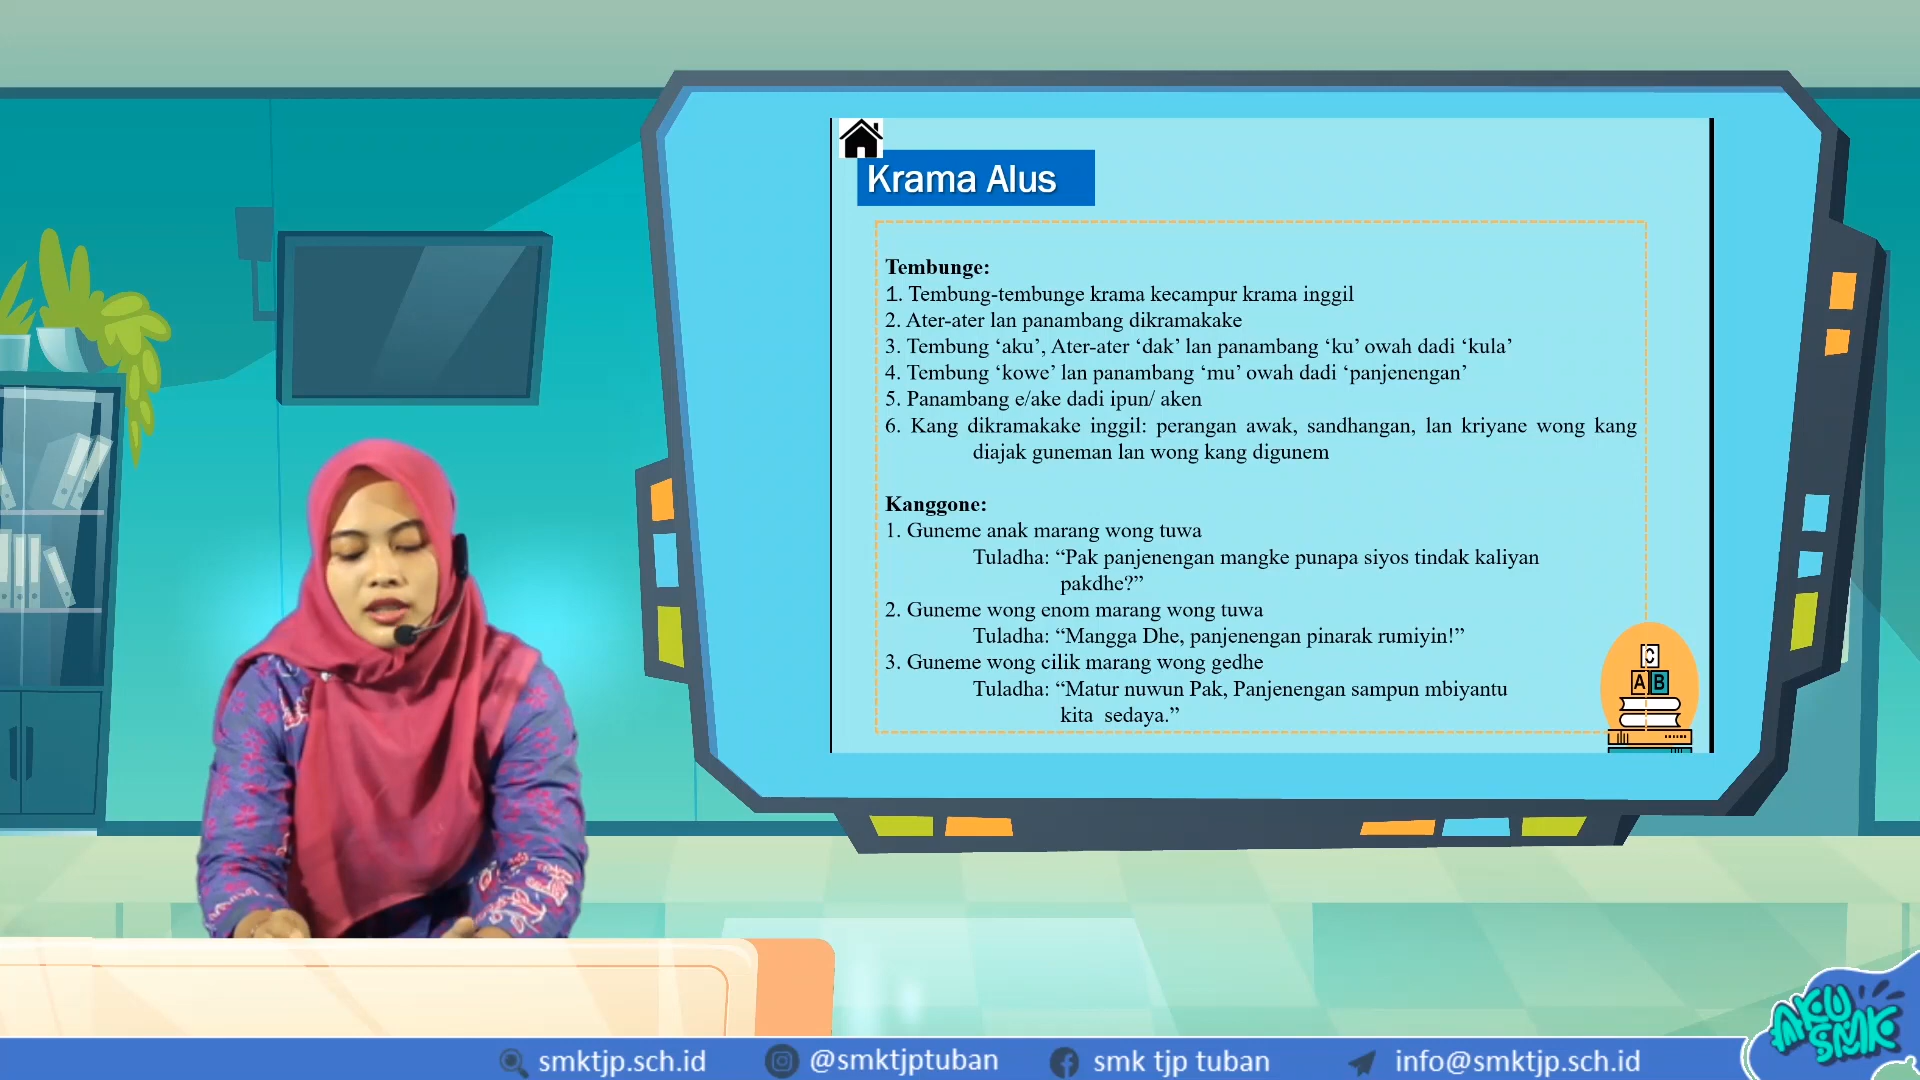 Krama Alus
Tembunge:
1. Tembung-tembunge krama kecampur krama inggil
2. Ater-ater lan panambang dikramakake
3. Tembung ‘aku’, Ater-ater ‘dak’ lan panambang ‘ku’ owah dadi ‘kula’
4. Tembung ‘kowe’ lan panambang ‘mu’ owah dadi ‘panjenengan’
5. Panambang e/ake dadi ipun/ aken
6. Kang dikramakake inggil: perangan awak, sandhangan, lan kriyane wong kang
diajak guneman lan wong kang digunem
Kanggone:
1. Guneme anak marang wong tuwa
Tuladha: “Pak panjenengan mangke punapa siyos tindak kaliyan
pakdhe?”
2. Guneme wong enom marang wong tuwa
Tuladha: “Mangga Dhe, panjenengan pinarak rumiyin!”
3. Guneme wong cilik marang wong gedhe
Tuladha: “Matur nuwun Pak, Panjenengan sampun mbiyantu
kita sedaya.”
C
A B
smktjp.sch.id
@smktjptuban
smk tjp tuban
info@smktjp.sch.id
AKU
SMK